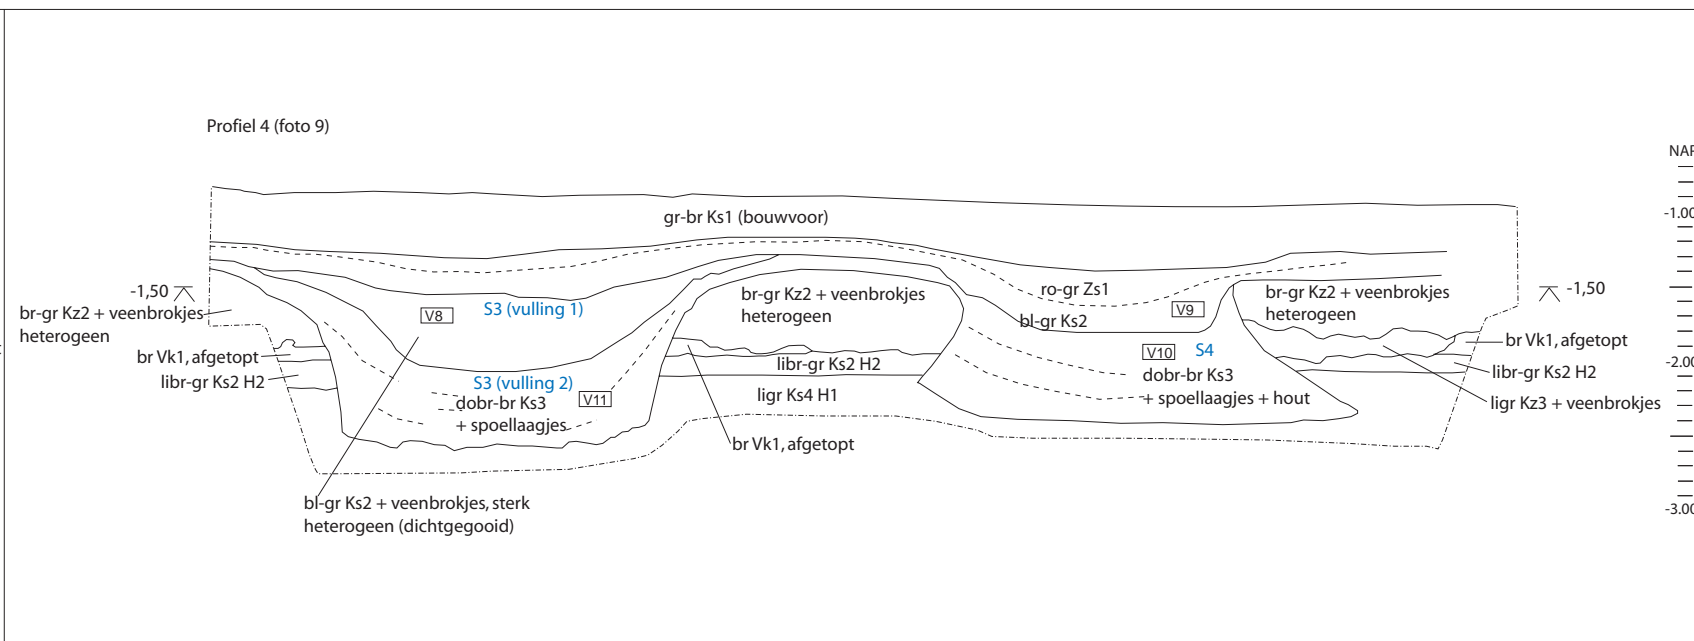 Profiel 4 (foto 9)
NAP
gr-br Ks1 (bouwvoor)
-1.00
-1,50
-1,50
br-gr Kz2 + veenbrokjes
heterogeen
br Vk1, afgetopt
libr-gr Ks2 H2
V8
S3 (vulling 1)
S3 (vulling 2)
dobr-br Ks3
+ spoellaagjes
V11
bl-gr Ks2 + veenbrokjes, sterk
heterogeen (dichtgegooid)
br-gr Kz2 + veenbrokjes
heterogeen
libr-gr Ks2 H2
ligr Ks4 H1
br Vk1, afgetopt
ro-gr Zs1
bl-gr Ks2
V9
V10
S4
dobr-br Ks3
+ spoellaagjes + hout
br-gr Kz2 + veenbrokjes
heterogeen
br Vk1, afgetopt
libr-gr Ks2 H2
ligr Kz3 + veenbrokjes
-2.00
-3.00